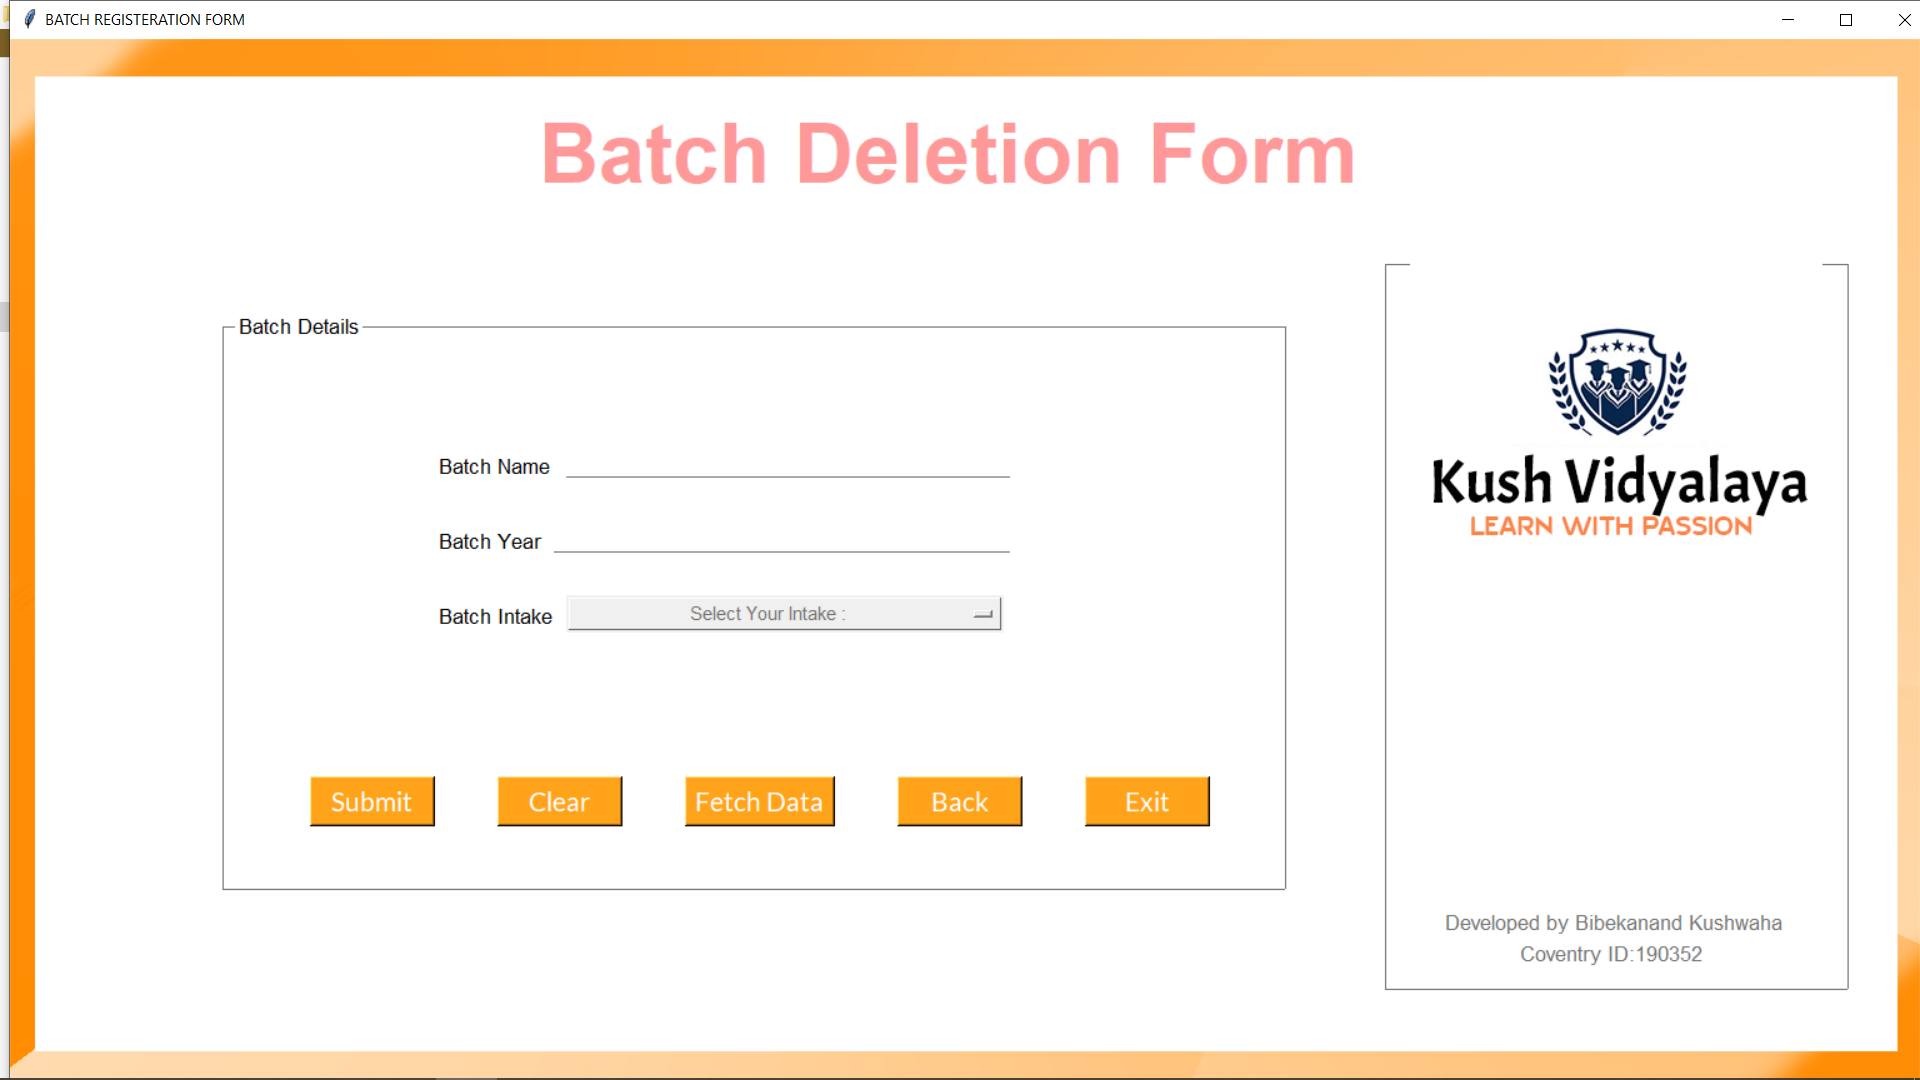 BATCH REGISTERATION FORM
Batch Deletion Form
Batch Details
Batch Name
Batch Year
Batch Intake Select Your Intake :
Submit Clear Fetch Data Back Exit
Kush Vidyalaya
LEARN WITH PASSION
Developed by Bibekanand Kushwaha
Coventry ID:190352